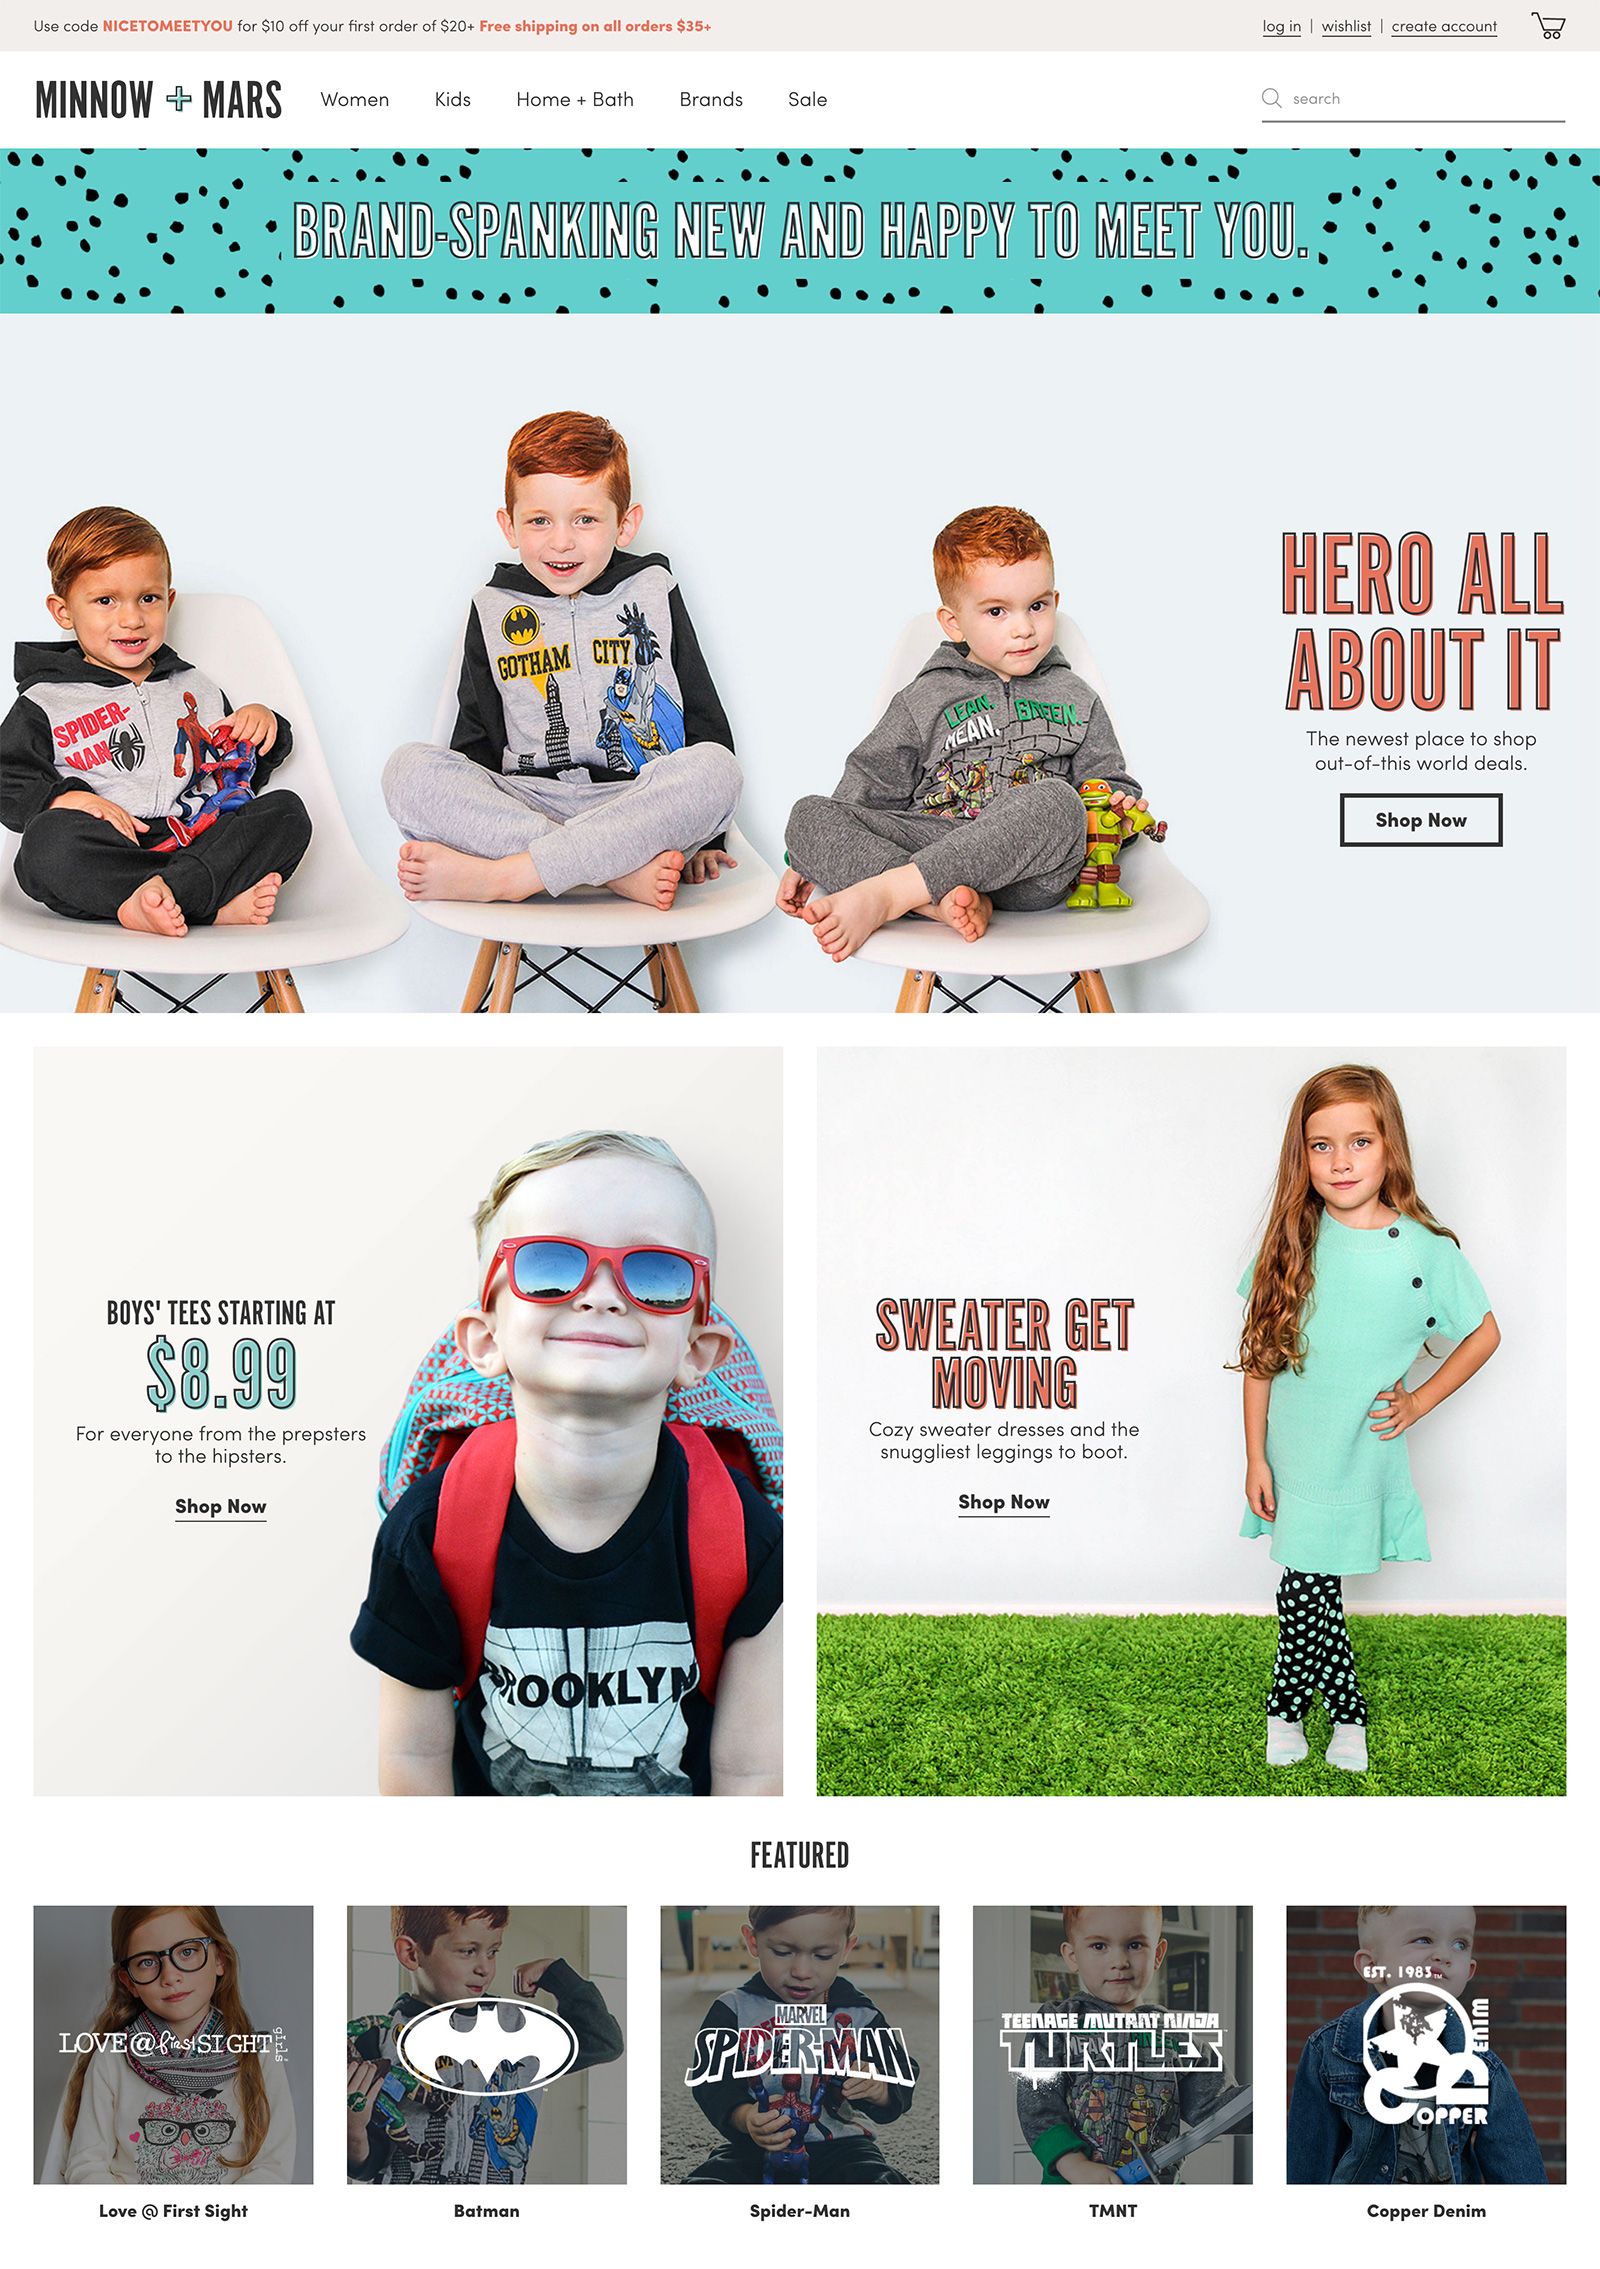 Use code NICETOMEETYOU for $10 off your first order of $20+ Free shipping on all orders $35+
log in | wishlist | create account
MINNOW + MARS
Women Kids Home + Bath Brands Sale
search
BRAND-SPANKING NEW AND HAPPY TO MEET YOU.
SPIDER-
MAN
GOTHAM CITY
LEAN. GREEN.
MEAN.
HERO ALL
ABOUT IT
The newest place to shop
out-of-this world deals.
Shop Now
BOYS' TEES STARTING AT
$8.99
For everyone from the prepsters
to the hipsters.
Shop Now
BROOKLYN
SWEATER GET
MOVING
Cozy sweater dresses and the
snuggliest leggings to boot.
Shop Now
FEATURED
LOVE@first SIGHT girls'
MARVEL
SPIDER-MAN
TEENAGE MUTANT NINJA
TURTLES
EST. 1983™
COPPER
DENIM
Love @ First Sight
Batman
Spider-Man
TMNT
Copper Denim